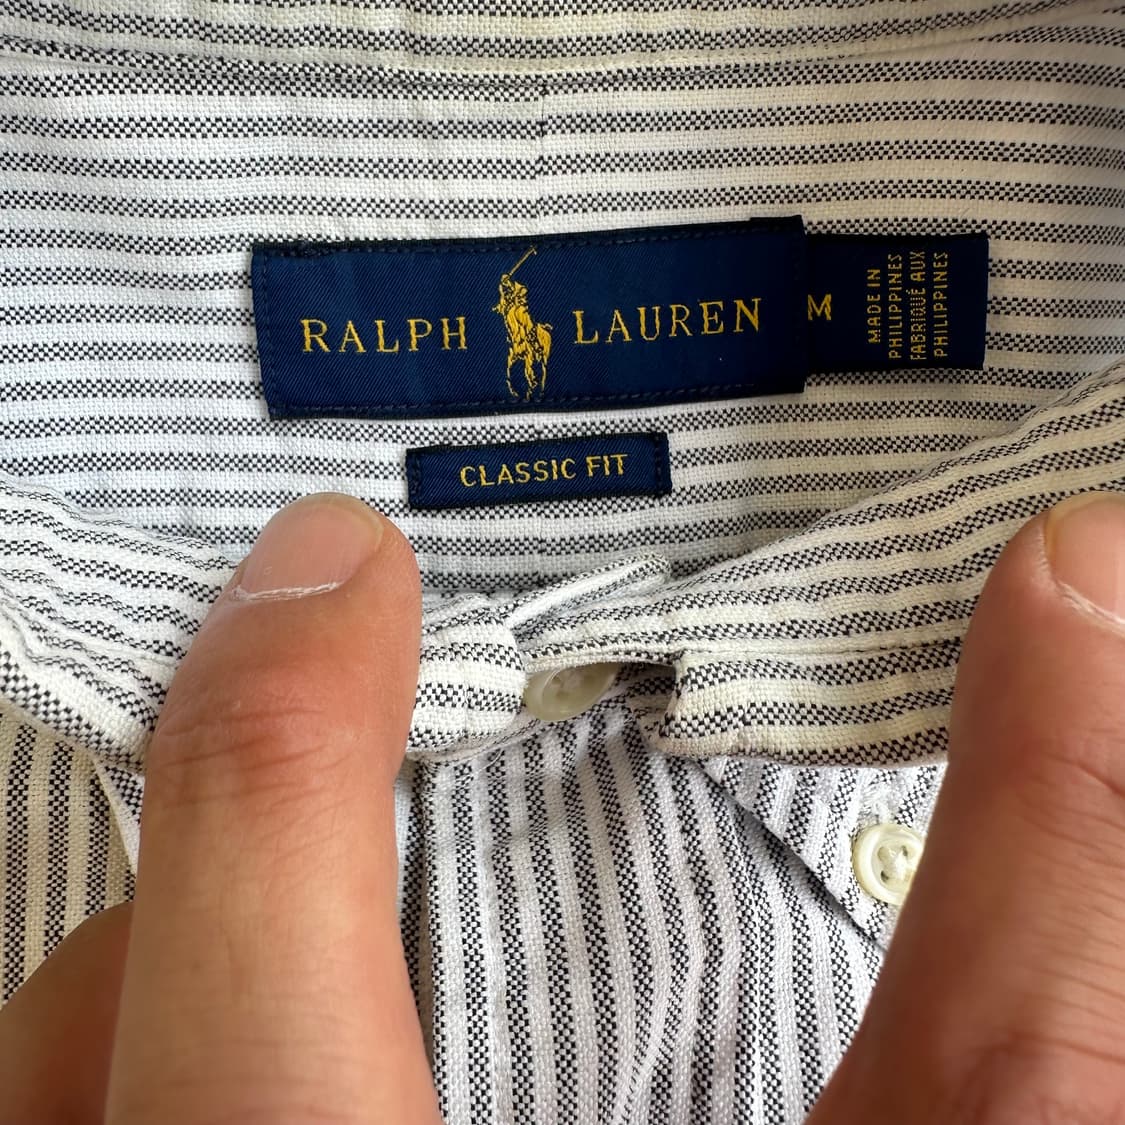 RALPH LAUREN
M
MADE IN
PHILIPPINES
FABRIQUÉ AUX
PHILIPPINES
CLASSIC FIT